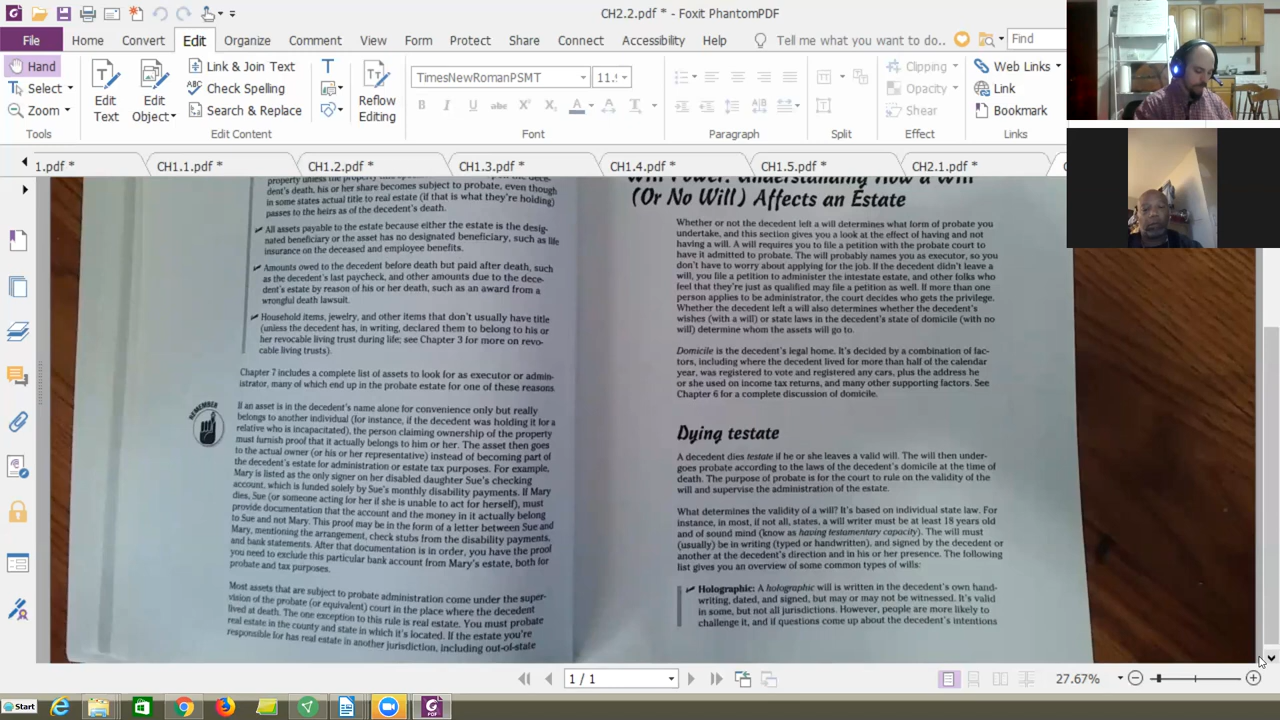 CH2.2.pdf * - Foxit PhantomPDF
File Home Convert Edit Organize Comment View Form Protect Share Connect Accessibility Help Tell me what you want to do.. Find
Hand
Select
Zoom
Tools
Edit Text
Edit Object
Link & Join Text
Check Spelling
Search & Replace
Edit Content
Reflow Editing
TimesNewRomanPSMT
Font
Paragraph
Split
Clipping
Opacity
Shear
Effect
Web Links
Link
Bookmark
Links
1.pdf * CH1.1.pdf * CH1.2.pdf * CH1.3.pdf * CH1.4.pdf * CH1.5.pdf * CH2.1.pdf *
dent's death, his or her share becomes subject to probate, even though
in some states actual title to real estate (if that is what they're holding)
passes to the heirs as of the decedent's death.
✔ All assets payable to the estate because either the estate is the desig-
nated beneficiary or the asset has no designated beneficiary, such as life
insurance on the deceased and employee benefits.
✔ Amounts owed to the decedent before death but paid after death, such
as the decedent's last paycheck, and other amounts due to the dece-
dent's estate by reason of his or her death, such as an award from a
wrongful death lawsuit.
✔ Household items, jewelry, and other items that don't usually have title
(unless the decedent has, in writing, declared them to belong to his or
her revocable living trust during life; see Chapter 3 for more on revo-
cable living trusts).
Chapter 7 includes a complete list of assets to look for as executor or admin-
istrator, many of which end up in the probate estate for one of these reasons
REMEMBER
If an asset is in the decedent's name alone for convenience only but really
belongs to another individual (for instance, if the decedent was holding it for a
relative who is incapacitated), the person claiming ownership of the property
must furnish proof that it actually belongs to him or her. The asset then goes
to the actual owner (or his or her representative) instead of becoming part of
the decedent's estate for administration or estate tax purposes. For example,
Mary is listed as the only signer on her disabled daughter Sue's checking
account, which is funded solely by Sue's monthly disability payments. If Mary
dies, Sue (or someone acting for her if she is unable to act for herself), must
provide documentation that the account and the money in it actually belong
to Sue and not Mary. This proof may be in the form of a letter between Sue and
Mary, mentioning the arrangement, check stubs from the disability payments,
and bank statements. After that documentation is in order, you have the proof
you need to exclude this particular bank account from Mary's estate, both for
probate and tax purposes.
Most assets that are subject to probate administration come under the super-
vision of the probate (or equivalent) court in the place where the decedent
lived at death. The one exception to this rule is real estate. You must probate
real estate in the county and state in which it's located. If the estate you're
responsible for has real estate in another jurisdiction, including out-of-state
Will Power: Understanding How a Will
(Or No Will) Affects an Estate
Whether or not the decedent left a will determines what form of probate you
undertake, and this section gives you a look at the effect of having and not
having a will. A will requires you to file a petition with the probate court to
have it admitted to probate. The will probably names you as executor, so you
don't have to worry about applying for the job. If the decedent didn't leave a
will, you file a petition to administer the intestate estate, and other folks who
feel that they're just as qualified may file a petition as well. If more than one
person applies to be administrator, the court decides who gets the privilege.
Whether the decedent left a will also determines whether the decedent's
wishes (with a will) or state laws in the decedent's state of domicile (with no
will) determine whom the assets will go to.
Domicile is the decedent's legal home. It's decided by a combination of fac-
tors, including where the decedent lived for more than half of the calendar
year, was registered to vote and registered any cars, plus the address he
or she used on income tax returns, and many other supporting factors. See
Chapter 6 for a complete discussion of domicile.
Dying testate
A decedent dies testate if he or she leaves a valid will. The will then under-
goes probate according to the laws of the decedent's domicile at the time of
death. The purpose of probate is for the court to rule on the validity of the
will and supervise the administration of the estate.
What determines the validity of a will? It's based on individual state law. For
instance, in most, if not all, states, a will writer must be at least 18 years old
and of sound mind (know as having testamentary capacity). The will must
(usually) be in writing (typed or handwritten), and signed by the decedent or
another at the decedent's direction and in his or her presence. The following
list gives you an overview of some common types of wills:
✔ Holographic: A holographic will is written in the decedent's own hand-
writing, dated, and signed, but may or may not be witnessed. It's valid
in some, but not all jurisdictions. However, people are more likely to
challenge it, and if questions come up about the decedent's intentions
1 / 1
27.67%
Start